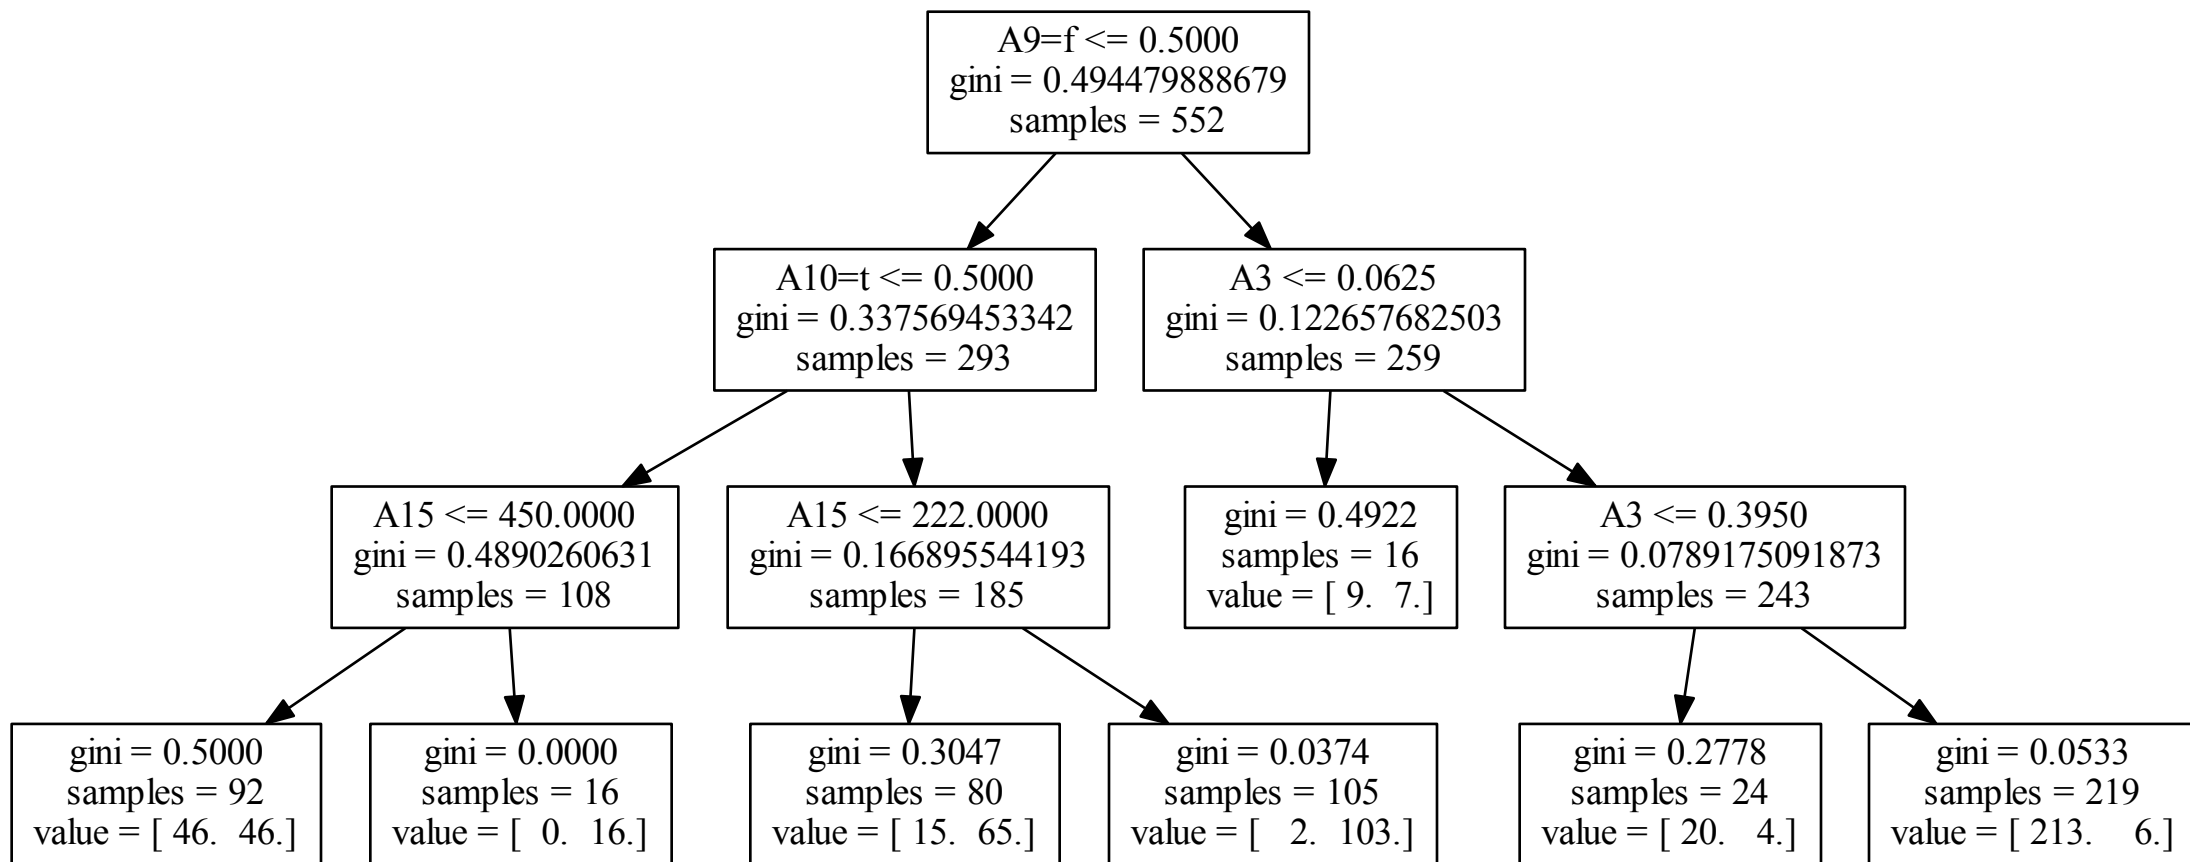 A9=f <= 0.5000
gini = 0.494479888679
samples = 552
A10=t <= 0.5000
gini = 0.337569453342
samples = 293
A3 <= 0.0625
gini = 0.122657682503
samples = 259
A15 <= 450.0000
gini = 0.4890260631
samples = 108
A15 <= 222.0000
gini = 0.166895544193
samples = 185
gini = 0.4922
samples = 16
value = [ 9.  7.]
A3 <= 0.3950
gini = 0.0789175091873
samples = 243
gini = 0.5000
samples = 92
value = [ 46.  46.]
gini = 0.0000
samples = 16
value = [  0.  16.]
gini = 0.3047
samples = 80
value = [ 15.  65.]
gini = 0.0374
samples = 105
value = [   2.  103.]
gini = 0.2778
samples = 24
value = [ 20.   4.]
gini = 0.0533
samples = 219
value = [ 213.    6.]